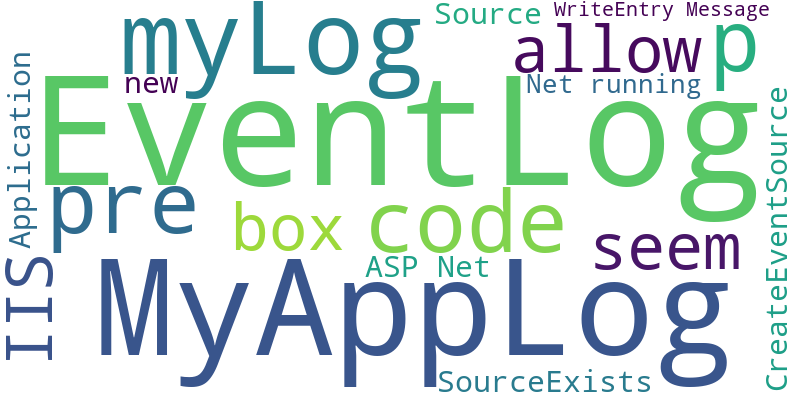 myLog
Source
WriteEntry Message
allow
p
new
Net running
EventLog
Application
pre
box
code
seem
CreateEventSource
IIS
ASP Net
MyAppLog
SourceExists